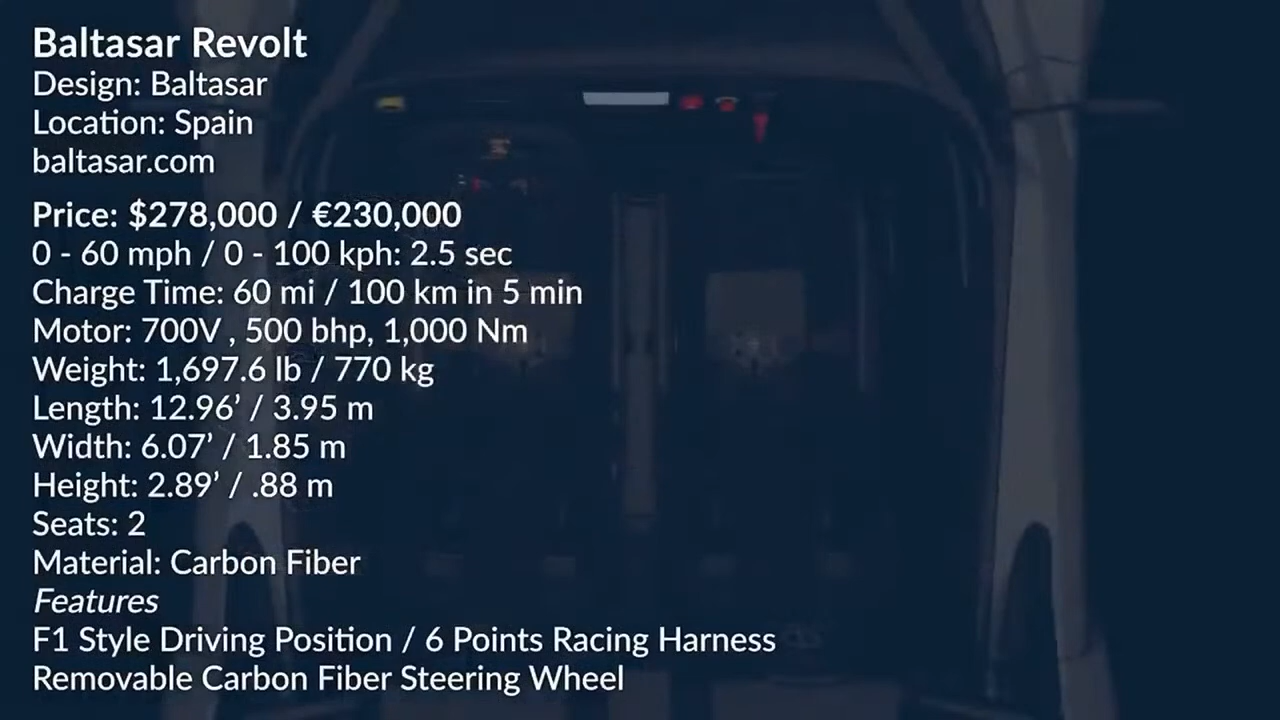 Baltasar Revolt
Design: Baltasar
Location: Spain
baltasar.com
Price: $278,000 / €230,000
0 - 60 mph / 0 - 100 kph: 2.5 sec
Charge Time: 60 mi / 100 km in 5 min
Motor: 700V , 500 bhp, 1,000 Nm
Weight: 1,697.6 lb / 770 kg
Length: 12.96’ / 3.95 m
Width: 6.07’ / 1.85 m
Height: 2.89’ / .88 m
Seats: 2
Material: Carbon Fiber
Features
F1 Style Driving Position / 6 Points Racing Harness
Removable Carbon Fiber Steering Wheel